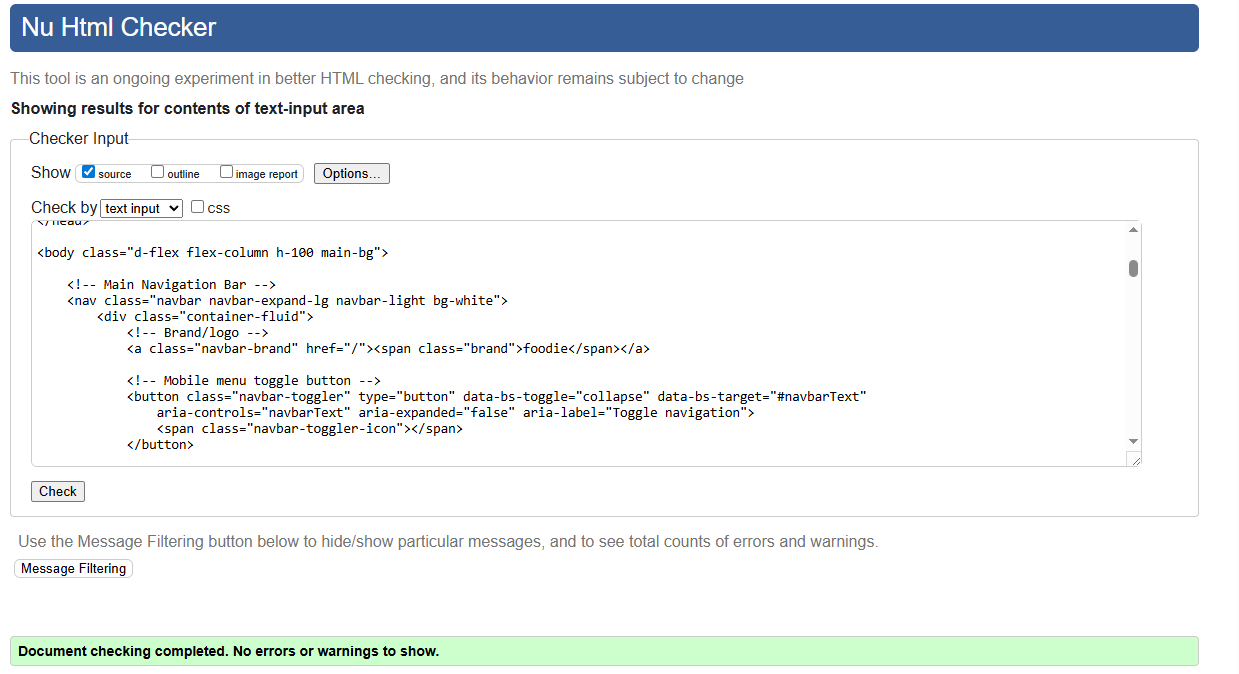 Nu Html Checker
This tool is an ongoing experiment in better HTML checking, and its behavior remains subject to change
Showing results for contents of text-input area
Checker Input
Show source outline image report Options...
Check by text input css
</head>
<body class="d-flex flex-column h-100 main-bg">
<!-- Main Navigation Bar -->
<nav class="navbar navbar-expand-lg navbar-light bg-white">
<div class="container-fluid">
<!-- Brand/logo -->
<a class="navbar-brand" href="/"><span class="brand">foodie</span></a>
<!-- Mobile menu toggle button -->
<button class="navbar-toggler" type="button" data-bs-toggle="collapse" data-bs-target="#navbarText"
aria-controls="navbarText" aria-expanded="false" aria-label="Toggle navigation">
<span class="navbar-toggler-icon"></span>
</button>
Check
Use the Message Filtering button below to hide/show particular messages, and to see total counts of errors and warnings.
Message Filtering
Document checking completed. No errors or warnings to show.